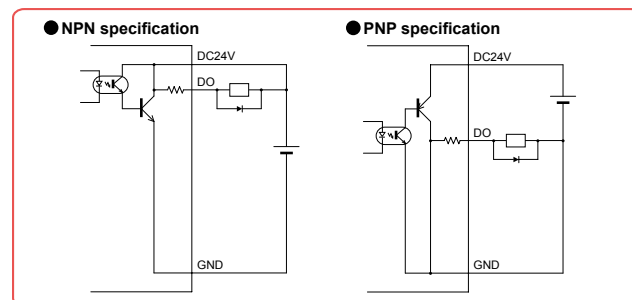 ●NPN specification
DC24V
DO
GND
●PNP specification
DC24V
DO
GND